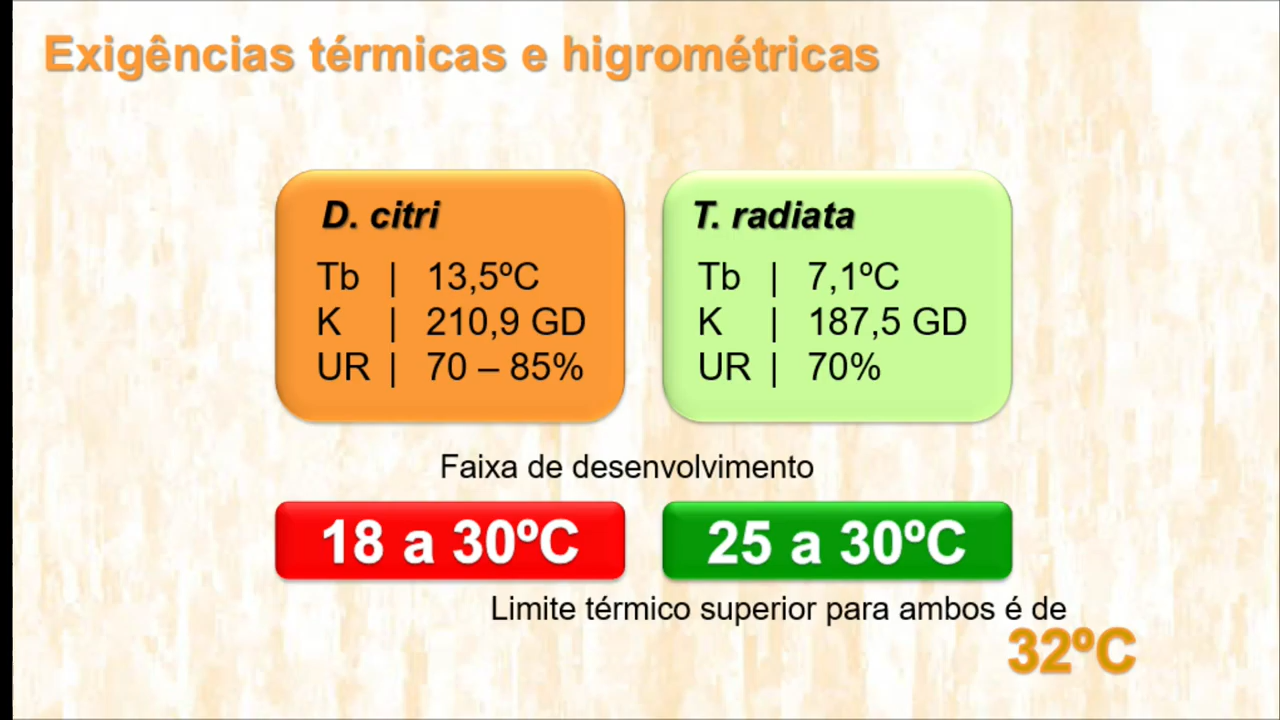 Exigências térmicas e higrométricas
D. citri
Tb | 13,5ºC
K | 210,9 GD
UR | 70 – 85%
T. radiata
Tb | 7,1ºC
K | 187,5 GD
UR | 70%
Faixa de desenvolvimento
18 a 30ºC
25 a 30ºC
Limite térmico superior para ambos é de
32ºC